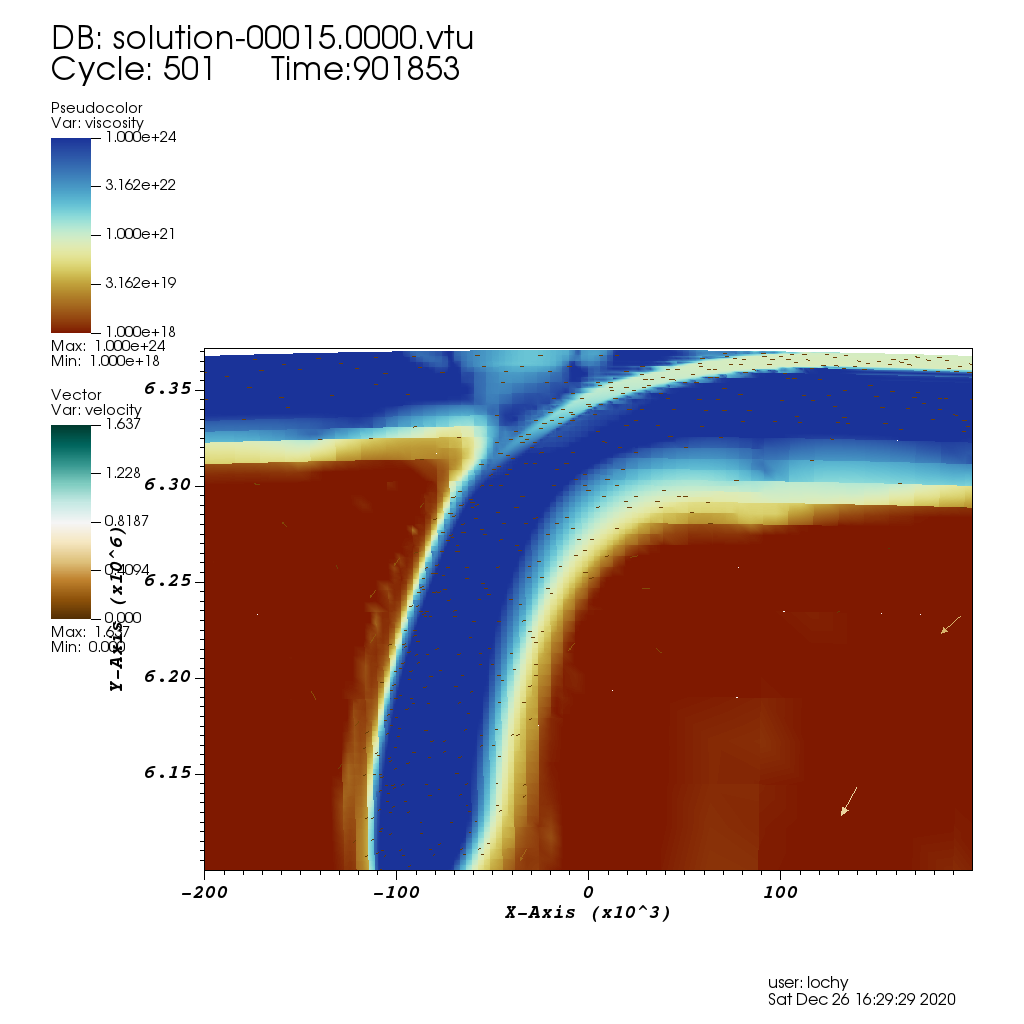 DB: solution-00015.0000.vtu
Cycle: 501 Time:901853
Pseudocolor
Var: viscosity
1.000e+24
3.162e+22
1.000e+21
3.162e+19
1.000e+18
Max: 1.000e+24
Min: 1.000e+18
Vector
Var: velocity
1.637
1.228
0.8187
0.4094
0.000
Max: 1.637
Min: 0.000
Y-Axis (x10^6)
6.35
6.30
6.25
6.20
6.15
-200
-100
0
100
X-Axis (x10^3)
user: lochy
Sat Dec 26 16:29:29 2020